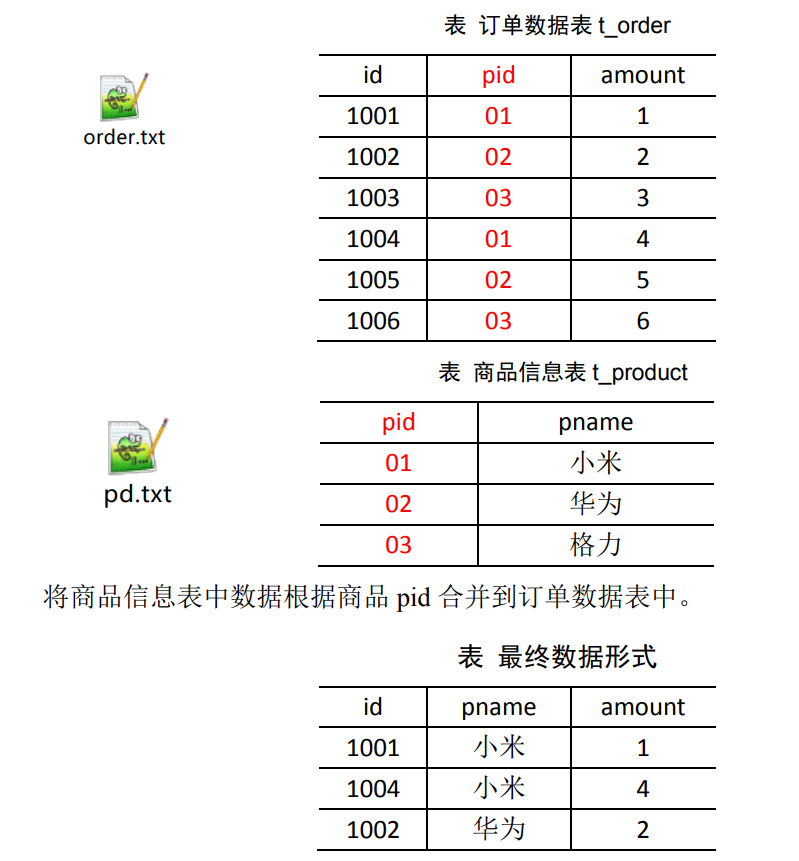 表 订单数据表 t_order
order.txt
id pid amount
1001 01 1
1002 02 2
1003 03 3
1004 01 4
1005 02 5
1006 03 6
表 商品信息表 t_product
pd.txt
pid pname
01 小米
02 华为
03 格力
将商品信息表中数据根据商品 pid 合并到订单数据表中。
表 最终数据形式
id pname amount
1001 小米 1
1004 小米 4
1002 华为 2